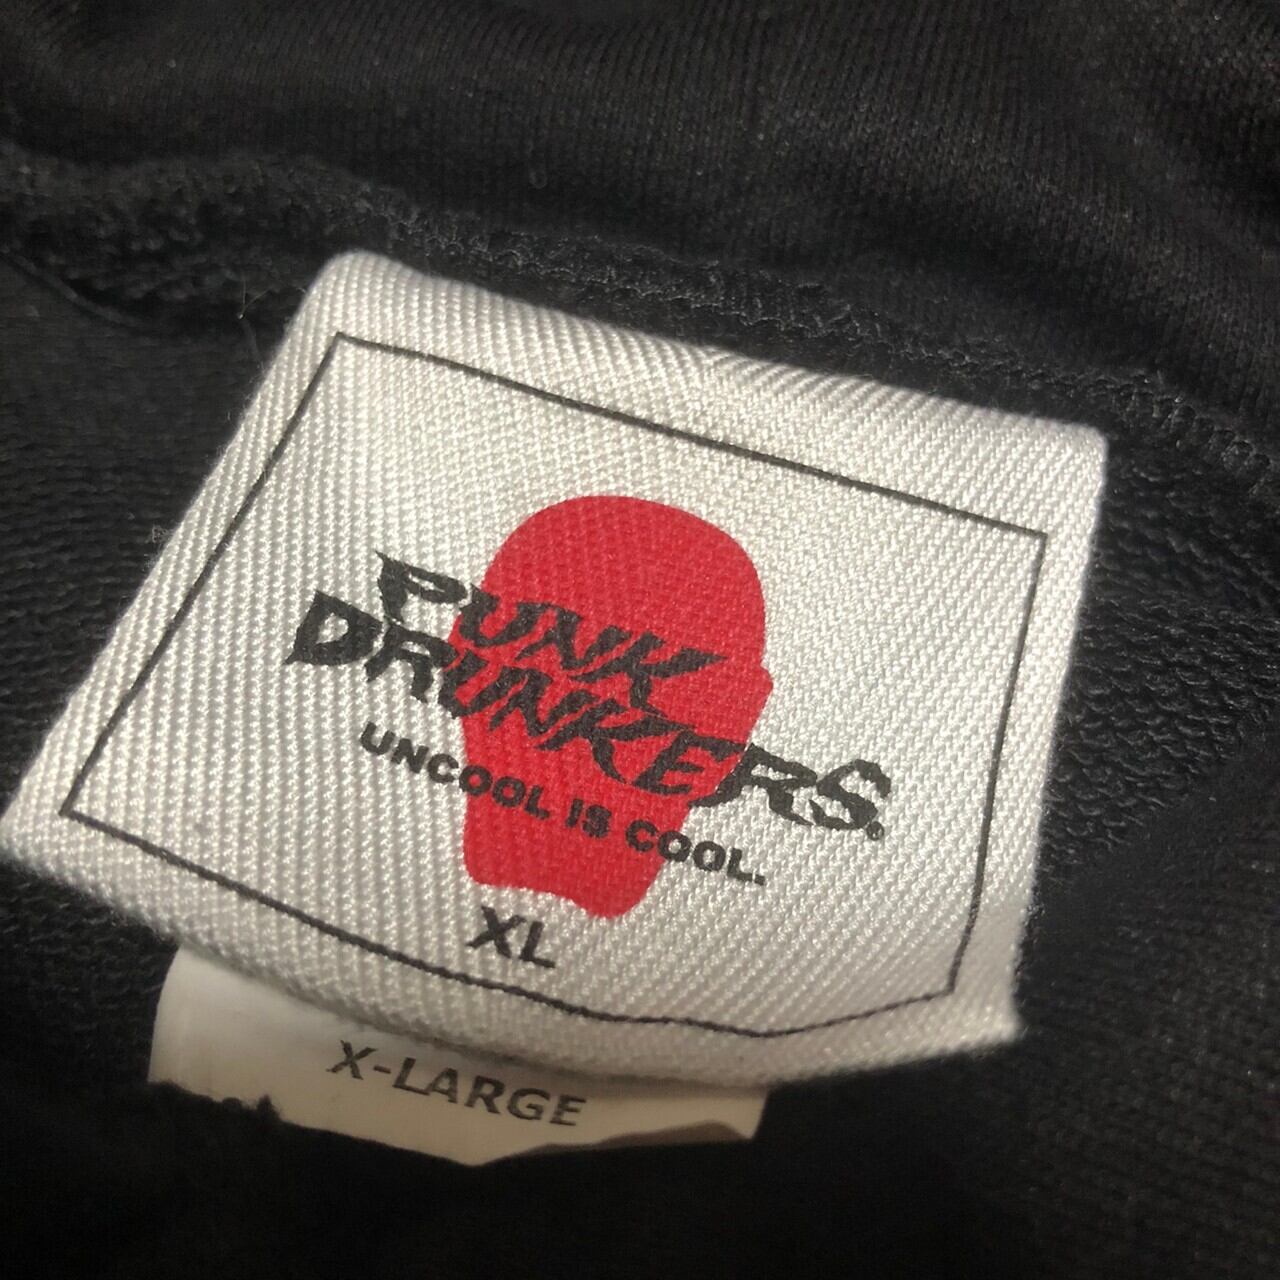 PUNK
DRUNKERS.
UNCOOL IS COOL.
XL
X-LARGE